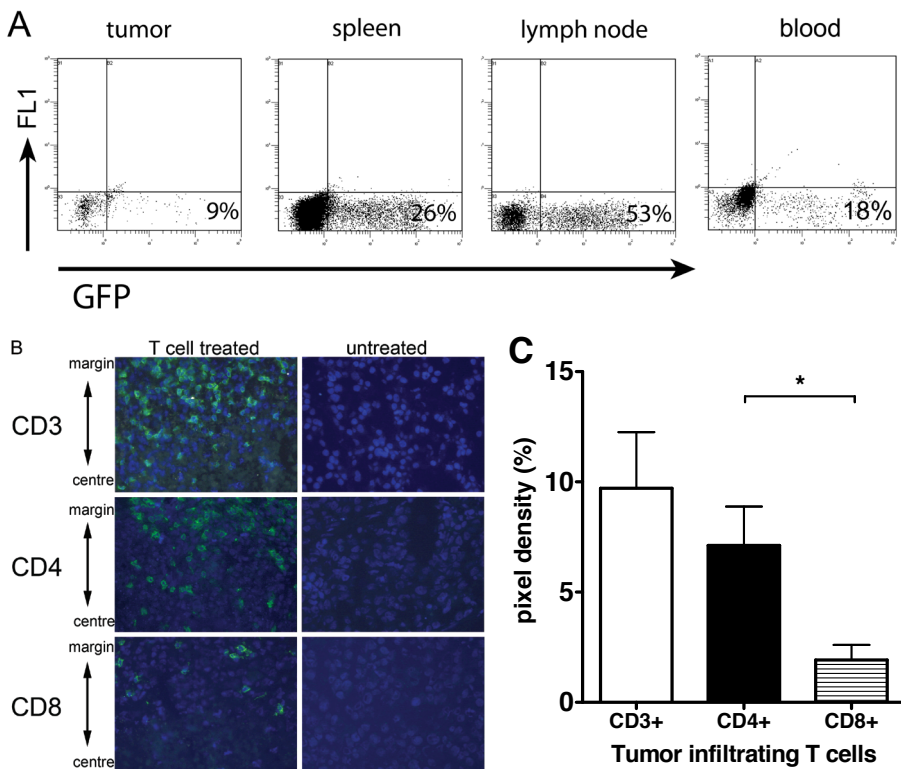 A
tumor
spleen
lymph node
blood
FL1
9%
26%
53%
18%
GFP
B
T cell treated
untreated
margin
CD3
centre
margin
CD4
centre
margin
CD8
centre
C
15
10
5
0
pixel density (%)
*
CD3+
CD4+
CD8+
Tumor infiltrating T cells